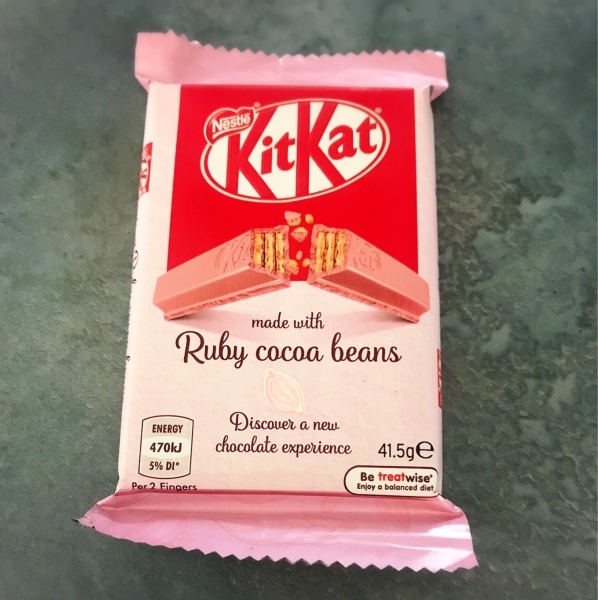 Nestlé
KitKat
made with
Ruby cocoa beans
Discover a new
chocolate experience
ENERGY
470kJ
5% DI*
Per 2 Fingers
41.5g℮
Be treatwise®
Enjoy a balanced diet